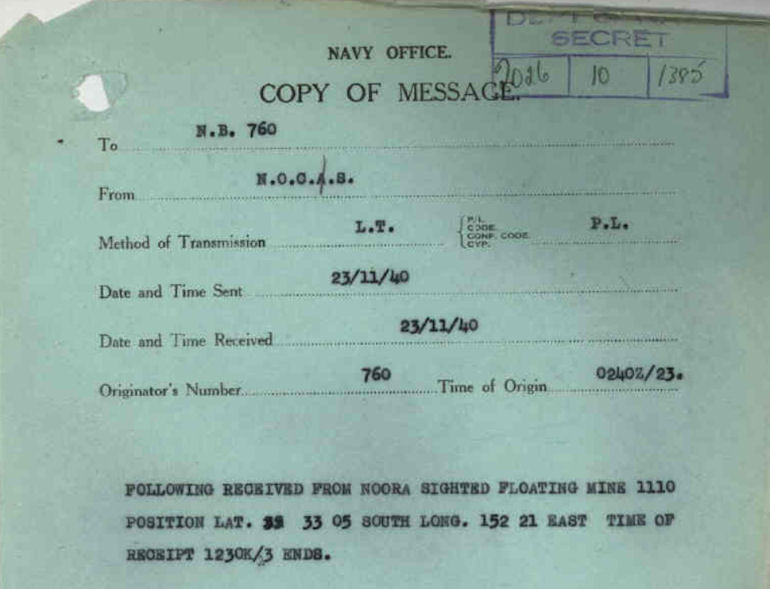 SECRET
NAVY OFFICE.
2026 10 1385
COPY OF MESSAGE.
To N.B. 760
From N.O.C.A.S.
Method of Transmission L.T. P/L. CODE. CONF. CODE. CYP. P.L.
Date and Time Sent 23/11/40
Date and Time Received 23/11/40
Originator's Number 760 Time of Origin 0240Z/23.
FOLLOWING RECEIVED FROM NOORA SIGHTED FLOATING MINE 1110
POSITION LAT. 33 05 SOUTH LONG. 152 21 EAST TIME OF
RECEIPT 1230K/3 ENDS.